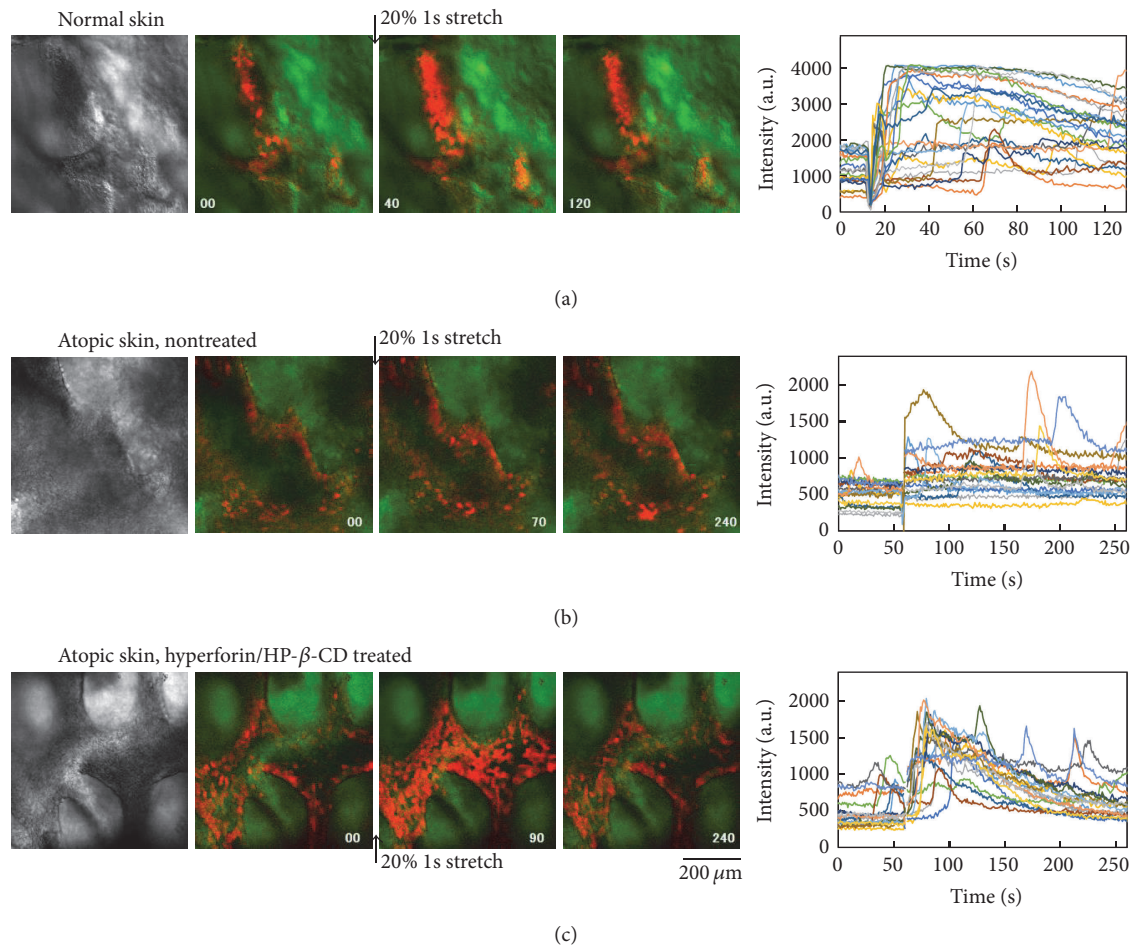 Normal skin
20% 1s stretch
00
40
120
Intensity (a.u.)
4000
3000
2000
1000
0
0 20 40 60 80 100 120
Time (s)
(a)
Atopic skin, nontreated
20% 1s stretch
00
70
240
Intensity (a.u.)
2000
1500
1000
500
0
0 50 100 150 200 250
Time (s)
(b)
Atopic skin, hyperforin/HP-β-CD treated
00
90
240
20% 1s stretch
200 μm
Intensity (a.u.)
2000
1500
1000
500
0
0 50 100 150 200 250
Time (s)
(c)